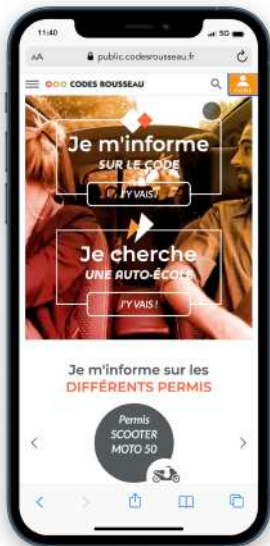 11:40
5G
AA
public.codesrousseau.fr
CODES ROUSSEAU
Je m'informe
SUR LE CODE
J'Y VAIS !
Je cherche
UNE AUTO-ÉCOLE
J'Y VAIS !
Je m'informe sur les
DIFFÉRENTS PERMIS
Permis
SCOOTER
MOTO 50